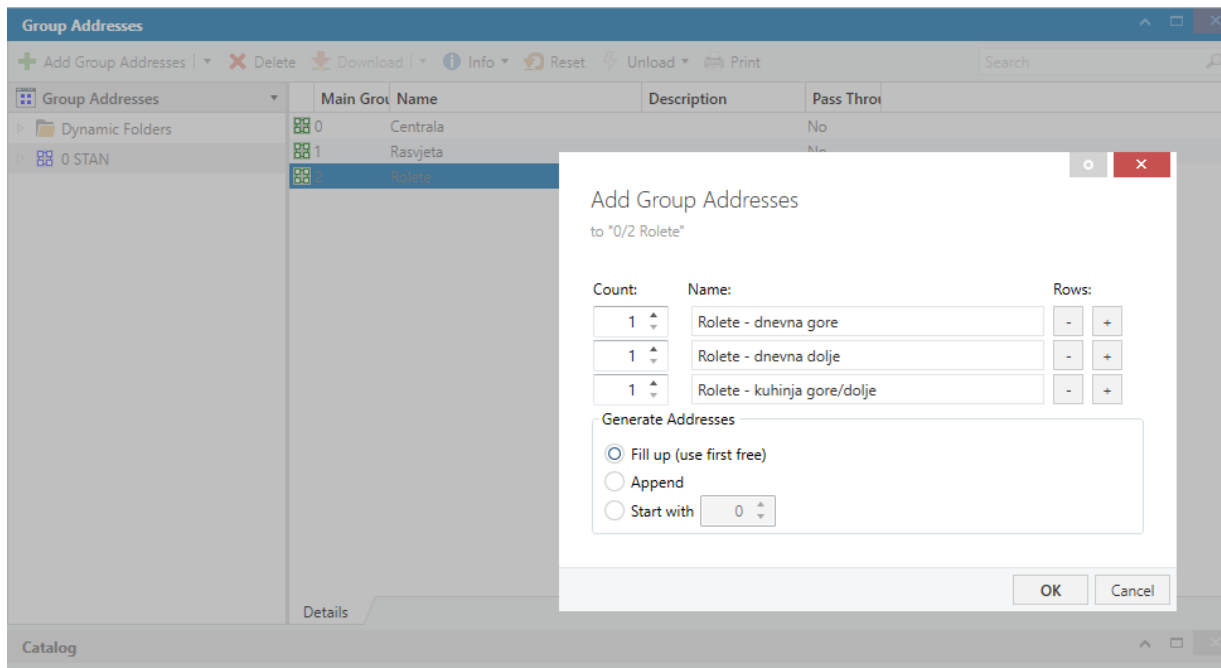 Group Addresses
Add Group Addresses Delete Download Info Reset Unload Print Search
Group Addresses
Main Grou Name Description Pass Throu
Dynamic Folders
0 Centrala No
0 STAN
1 Rasvjeta No
2 Rolete
Add Group Addresses
to "0/2 Rolete"
Count: Name: Rows:
1 Rolete - dnevna gore - +
1 Rolete - dnevna dolje - +
1 Rolete - kuhinja gore/dolje - +
Generate Addresses
Fill up (use first free)
Append
Start with 0
OK Cancel
Details
Catalog